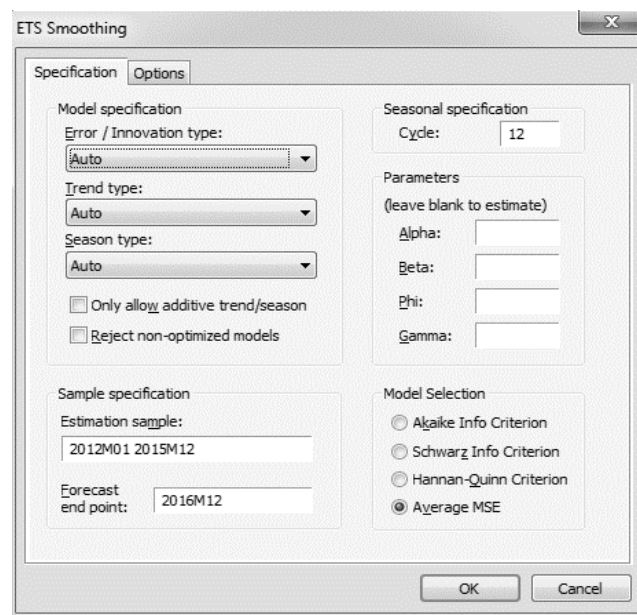 ETS Smoothing
Specification
Options
Model specification
Error / Innovation type:
Auto
Trend type:
Auto
Season type:
Auto
Only allow additive trend/season
Reject non-optimized models
Seasonal specification
Cycle: 12
Parameters
(leave blank to estimate)
Alpha:
Beta:
Phi:
Gamma:
Sample specification
Estimation sample:
2012M01 2015M12
Forecast
end point: 2016M12
Model Selection
Akaike Info Criterion
Schwarz Info Criterion
Hannan-Quinn Criterion
Average MSE
OK
Cancel